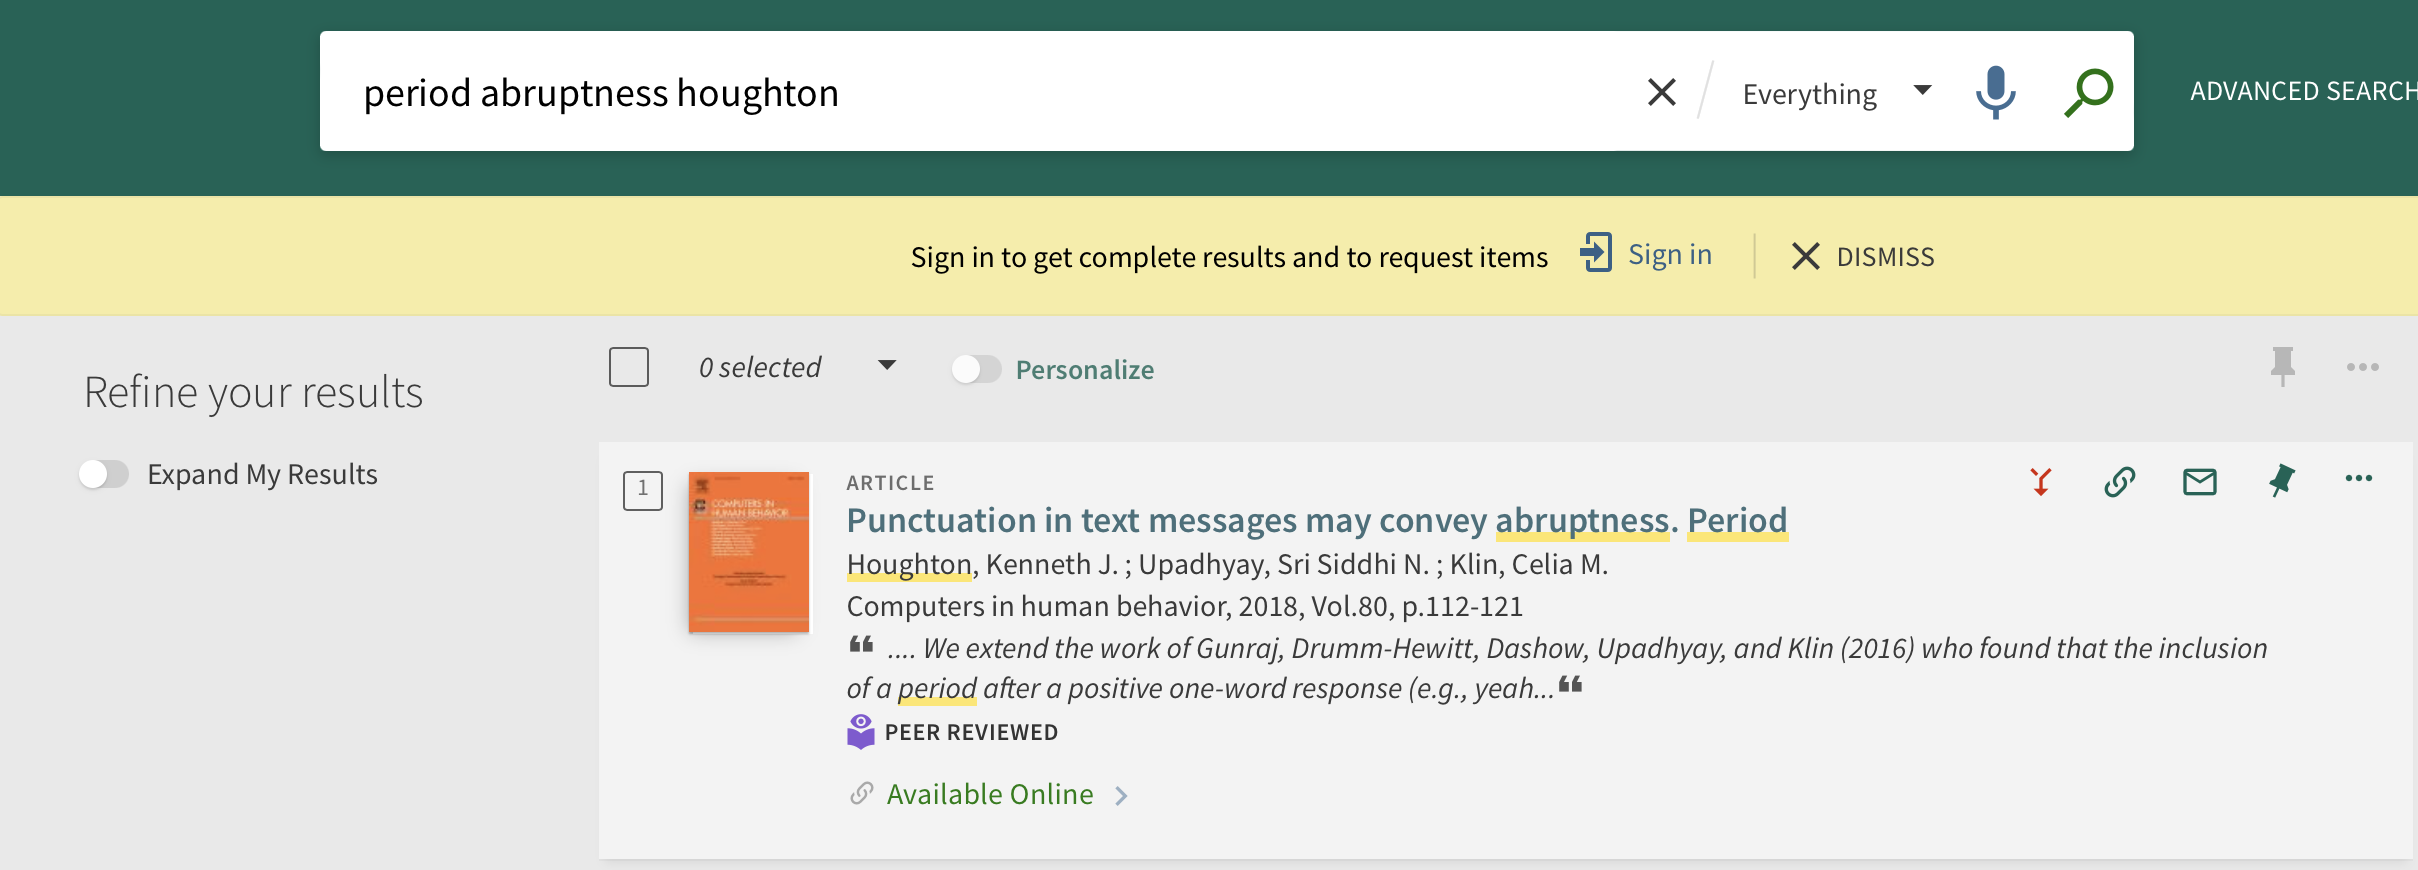 period abruptness houghton
Everything
ADVANCED SEARCH
Sign in to get complete results and to request items
Sign in
DISMISS
Refine your results
Expand My Results
0 selected
Personalize
1
COMPUTERS IN
HUMAN BEHAVIOR
ARTICLE
Punctuation in text messages may convey abruptness. Period
Houghton, Kenneth J. ; Upadhyay, Sri Siddhi N. ; Klin, Celia M.
Computers in human behavior, 2018, Vol.80, p.112-121
.... We extend the work of Gunraj, Drumm-Hewitt, Dashow, Upadhyay, and Klin (2016) who found that the inclusion
of a period after a positive one-word response (e.g., yeah...
PEER REVIEWED
Available Online